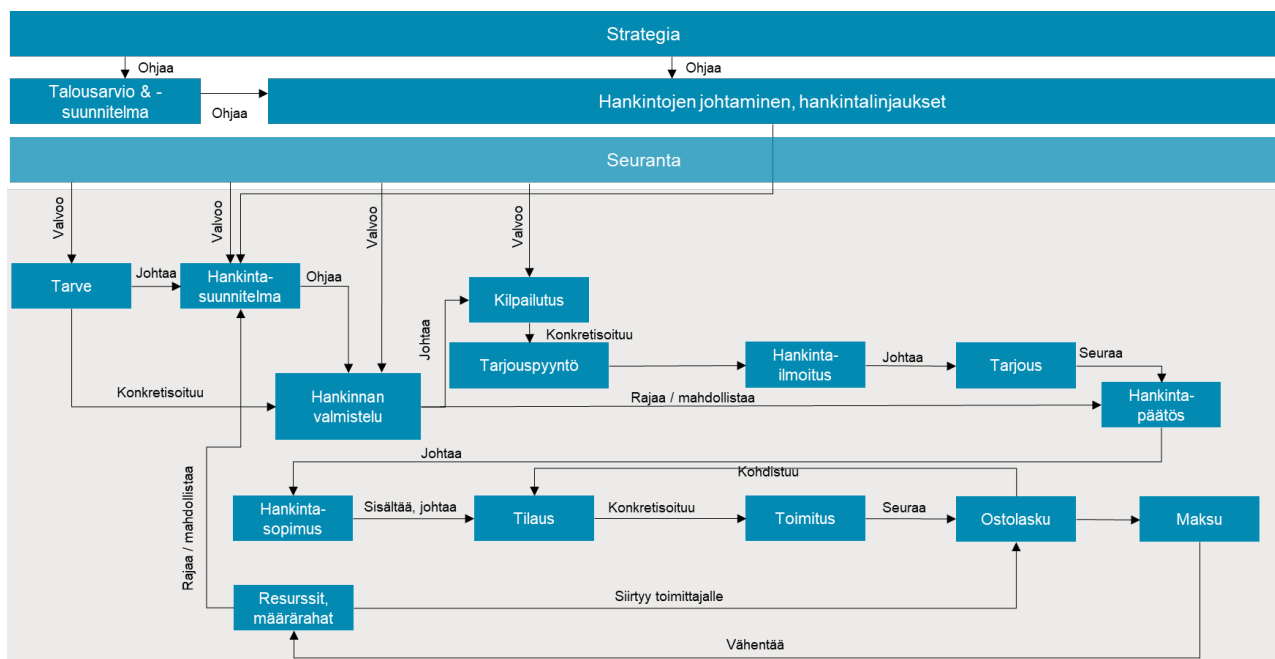 Strategia
Ohjaa
Ohjaa
Talousarvio & -
suunnitelma
Ohjaa
Hankintojen johtaminen, hankintalinjaukset
Seuranta
Valvoo
Valvoo
Valvoo
Valvoo
Tarve
Johtaa
Hankinta-
suunnitelma
Ohjaa
Kilpailutus
Johtaa
Konkretisoituu
Tarjouspyyntö
Hankinta-
ilmoitus
Johtaa
Tarjous
Seuraa
Konkretisoituu
Hankinnan
valmistelu
Rajaa / mahdollistaa
Hankinta-
päätös
Johtaa
Kohdistuu
Rajaa / mahdollistaa
Hankinta-
sopimus
Sisältää, johtaa
Tilaus
Konkretisoituu
Toimitus
Seuraa
Ostolasku
Maksu
Resurssit,
määrärahat
Siirtyy toimittajalle
Vähentää